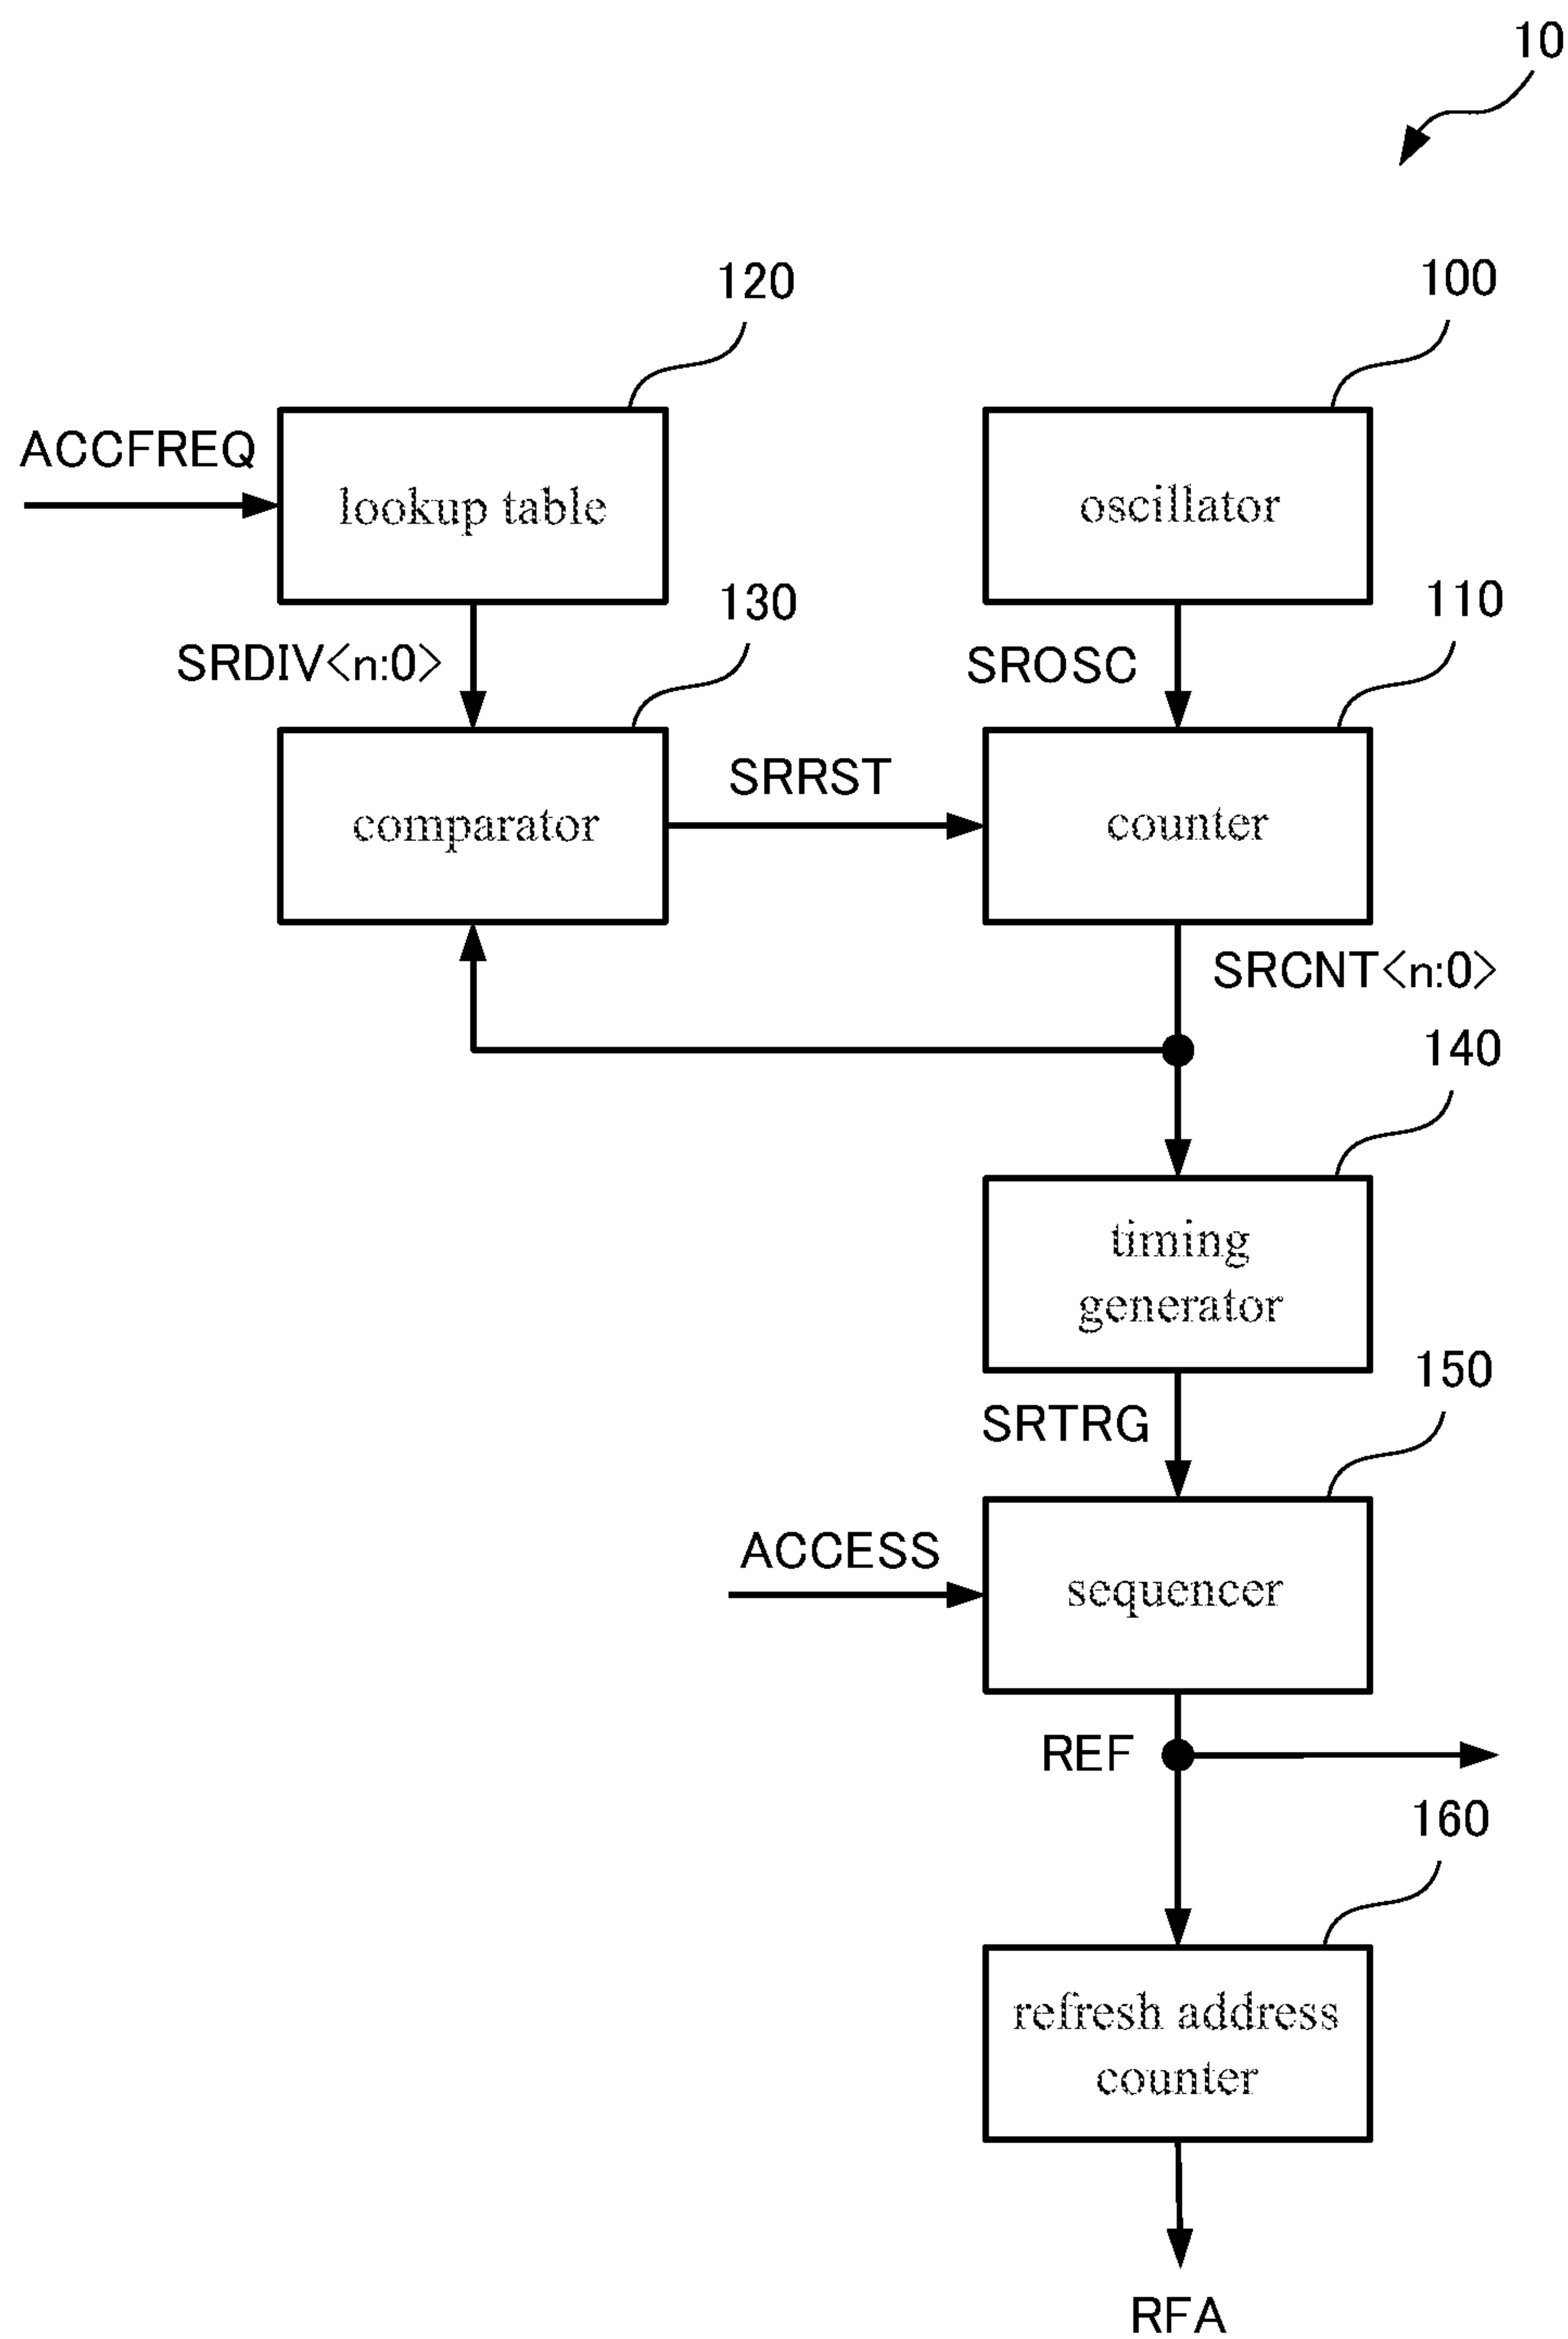 10
120
100
ACCFREQ
lookup table
oscillator
130
110
SRDIV<n:0>
SROSC
SRRST
comparator
counter
SRCNT<n:0>
140
timing
generator
150
SRTRG
ACCESS
sequencer
REF
160
refresh address
counter
RFA